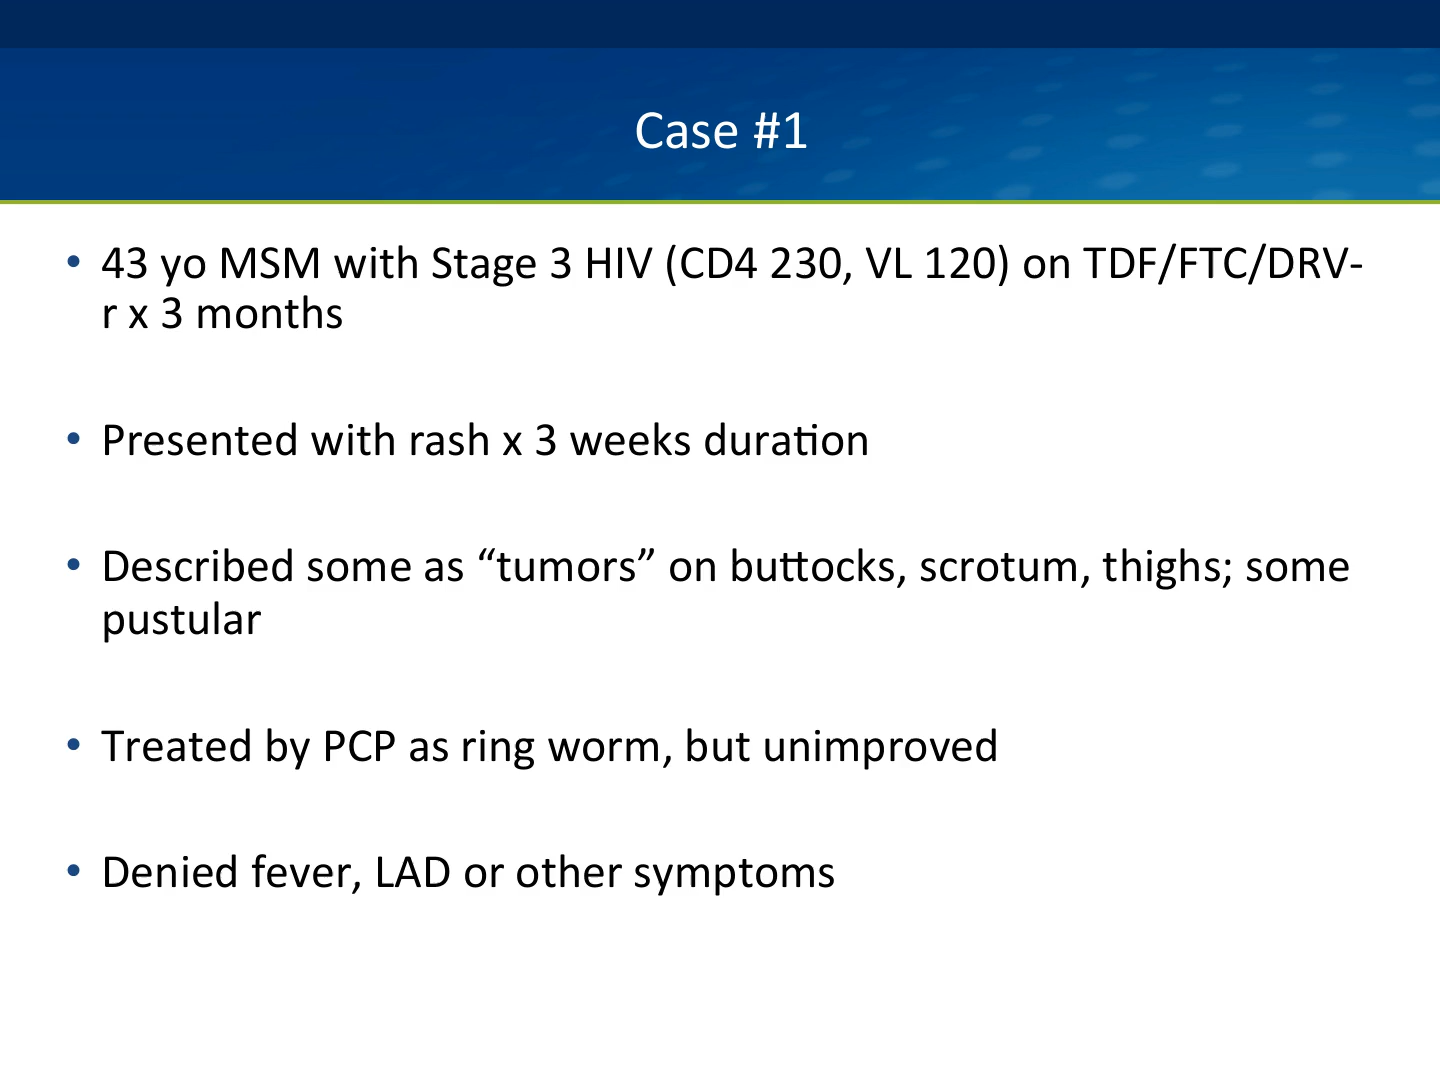 Case #1
• 43 yo MSM with Stage 3 HIV (CD4 230, VL 120) on TDF/FTC/DRV-
r x 3 months
• Presented with rash x 3 weeks duration
• Described some as “tumors” on buttocks, scrotum, thighs; some
pustular
• Treated by PCP as ring worm, but unimproved
• Denied fever, LAD or other symptoms